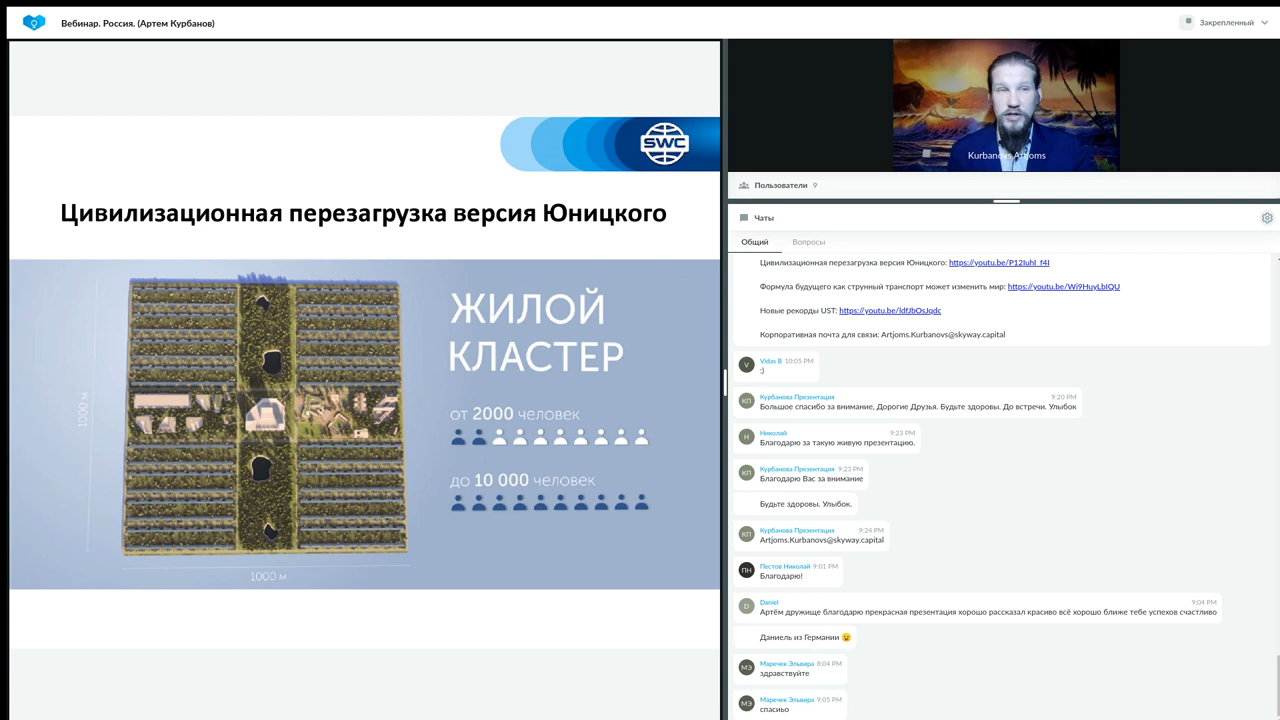 Вебинар. Россия. (Артем Курбанов)
Закрепленный
SWC
Цивилизационная перезагрузка версия Юницкого
ЖИЛОЙ
КЛАСТЕР
от 2000 человек
до 10 000 человек
1000 м
1000 м
Kurbanovs Artjoms
Пользователи 9
Чаты
Общий Вопросы
Цивилизационная перезагрузка версия Юницкого: https://youtu.be/P12IuhI_f4I
Формула будущего как струнный транспорт может изменить мир: https://youtu.be/Wi9HuyLbIQU
Новые рекорды UST: https://youtu.be/ldfJbOsJqdc
Корпоративная почта для связи: Artjoms.Kurbanovs@skyway.capital
V Vidas B 10:05 PM
:)
КП Курбанова Презентация 9:20 PM
Большое спасибо за внимание, Дорогие Друзья. Будьте здоровы. До встречи. Улыбок
Н Николай 9:23 PM
Благодарю за такую живую презентацию.
КП Курбанова Презентация 9:23 PM
Благодарю Вас за внимание
Будьте здоровы. Улыбок.
КП Курбанова Презентация 9:24 PM
Artjoms.Kurbanovs@skyway.capital
ПН Пестов Николай 9:01 PM
Благодарю!
D Daniel 9:04 PM
Артём дружище благодарю прекрасная презентация хорошо рассказал красиво всё хорошо ближе тебе успехов счастливо
Даниель из Германии 😉
МЭ Маречек Эльвира 8:04 PM
здравствуйте
МЭ Маречек Эльвира 9:05 PM
спасиьо